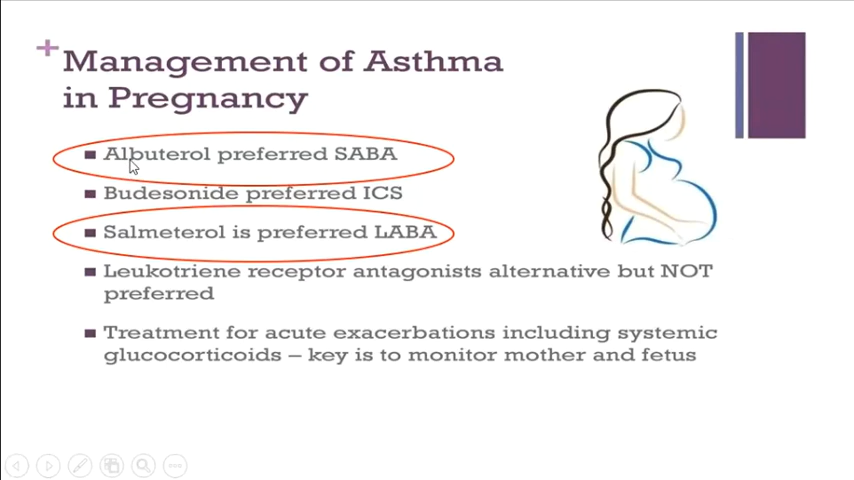 Management of Asthma
in Pregnancy
Albuterol preferred SABA
Budesonide preferred ICS
Salmeterol is preferred LABA
Leukotriene receptor antagonists alternative but NOT
preferred
Treatment for acute exacerbations including systemic
glucocorticoids – key is to monitor mother and fetus